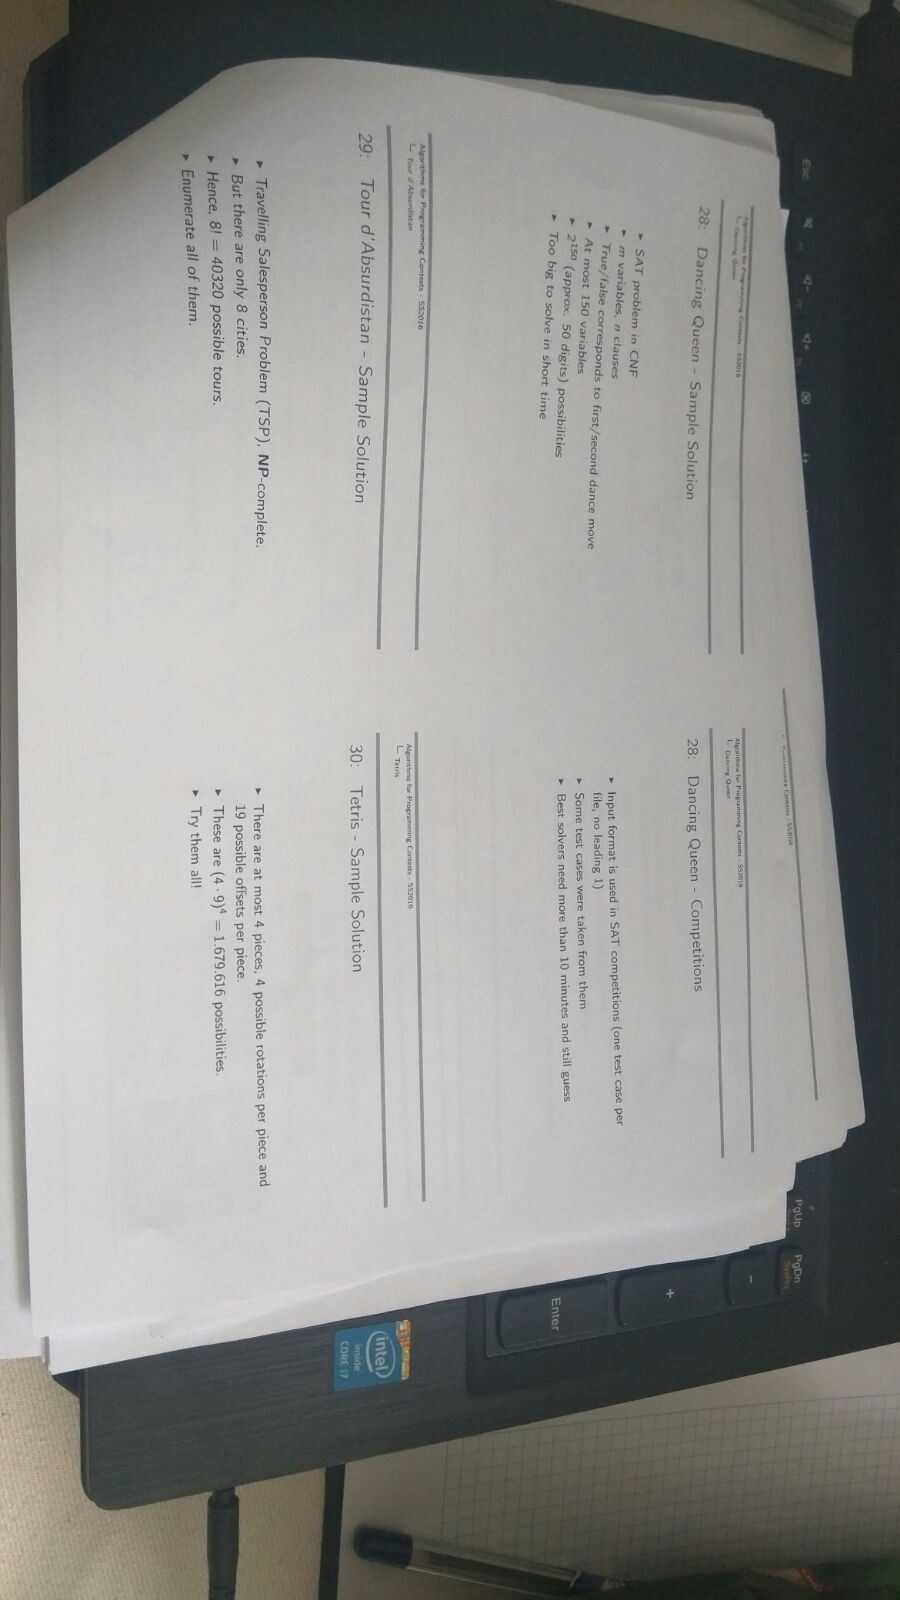 Algorithms for Programming Contests - SS2016
Dancing Queen
28: Dancing Queen - Sample Solution
▸ SAT problem in CNF
▸ m variables, n clauses
▸ True/false corresponds to first/second dance move
▸ At most 150 variables
▸ 2^150 (approx. 50 digits) possibilities
▸ Too big to solve in short time
Algorithms for Programming Contests - SS2016
Dancing Queen
28: Dancing Queen - Competitions
▸ Input format is used in SAT competitions (one test case per
file, no leading 1)
▸ Some test cases were taken from them
▸ Best solvers need more than 10 minutes and still guess
Algorithms for Programming Contests - SS2016
Tour d'Absurdistan
29: Tour d'Absurdistan - Sample Solution
▸ Travelling Salesperson Problem (TSP), NP-complete.
▸ But there are only 8 cities.
▸ Hence, 8! = 40320 possible tours.
▸ Enumerate all of them.
Algorithms for Programming Contests - SS2016
Tetris
30: Tetris - Sample Solution
▸ There are at most 4 pieces, 4 possible rotations per piece and
19 possible offsets per piece.
▸ These are (4 · 9)^4 = 1.679.616 possibilities.
▸ Try them all!
Contests - SS2016
Esc
PgUp
PgDn
-
+
Enter
intel
inside
CORE i7